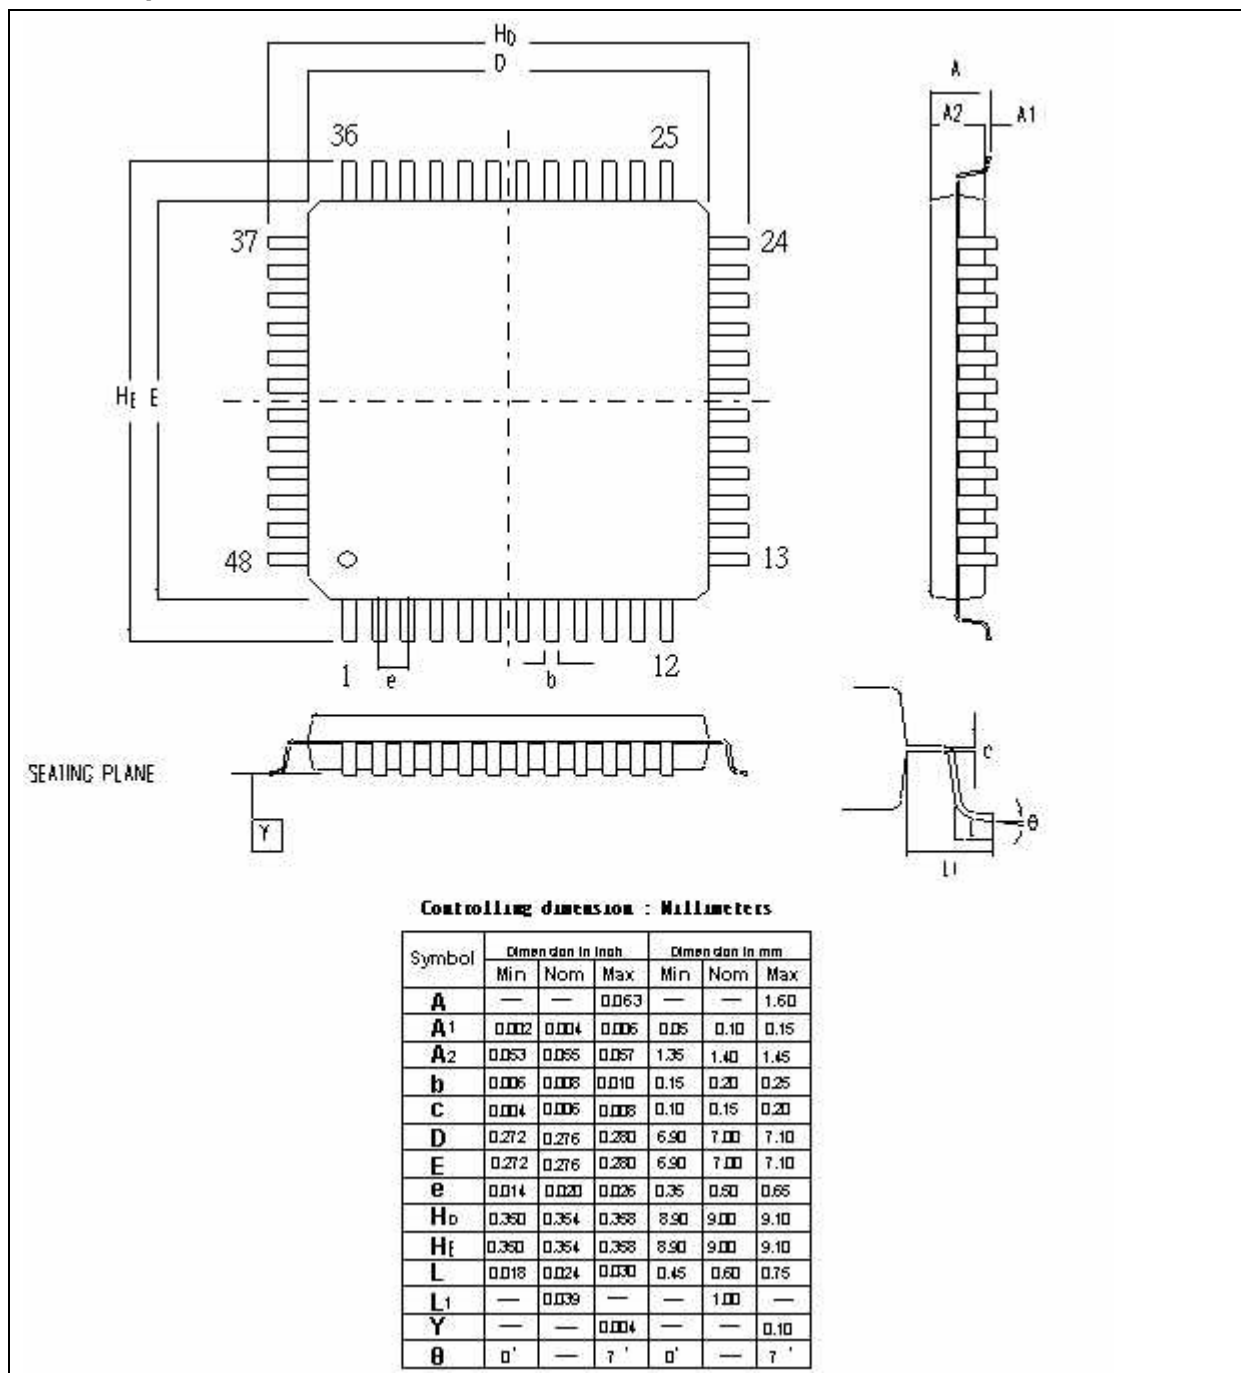 HD
D
A
A2 A1
36 25
37 24
HE E
48 13
1 e b 12
SEATING PLANE
Y
C
L
θ
L1
Controlling dimension : Millimeters
Symbol Dimension in inch Dimension in mm
Min Nom Max Min Nom Max
A — — 0.063 — — 1.60
A1 0.002 0.004 0.006 0.05 0.10 0.15
A2 0.053 0.055 0.057 1.35 1.40 1.45
b 0.006 0.008 0.010 0.15 0.20 0.25
c 0.004 0.006 0.008 0.10 0.15 0.20
D 0.272 0.276 0.280 6.90 7.00 7.10
E 0.272 0.276 0.280 6.90 7.00 7.10
e 0.014 0.020 0.026 0.35 0.50 0.65
HD 0.350 0.354 0.358 8.90 9.00 9.10
HE 0.350 0.354 0.358 8.90 9.00 9.10
L 0.018 0.024 0.030 0.45 0.60 0.75
L1 — 0.039 — — 1.00 —
Y — — 0.004 — — 0.10
θ 0° — 7° 0° — 7°